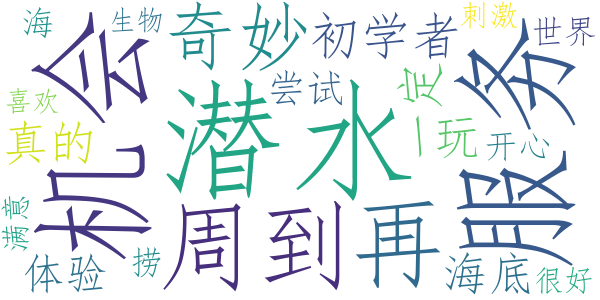 海
生物
奇妙
初学者
刺激
世界
机会
喜欢
真的
潜水
尝试
一定
玩
开心
服务
满意
体验
捞
周到
再
海底
很好